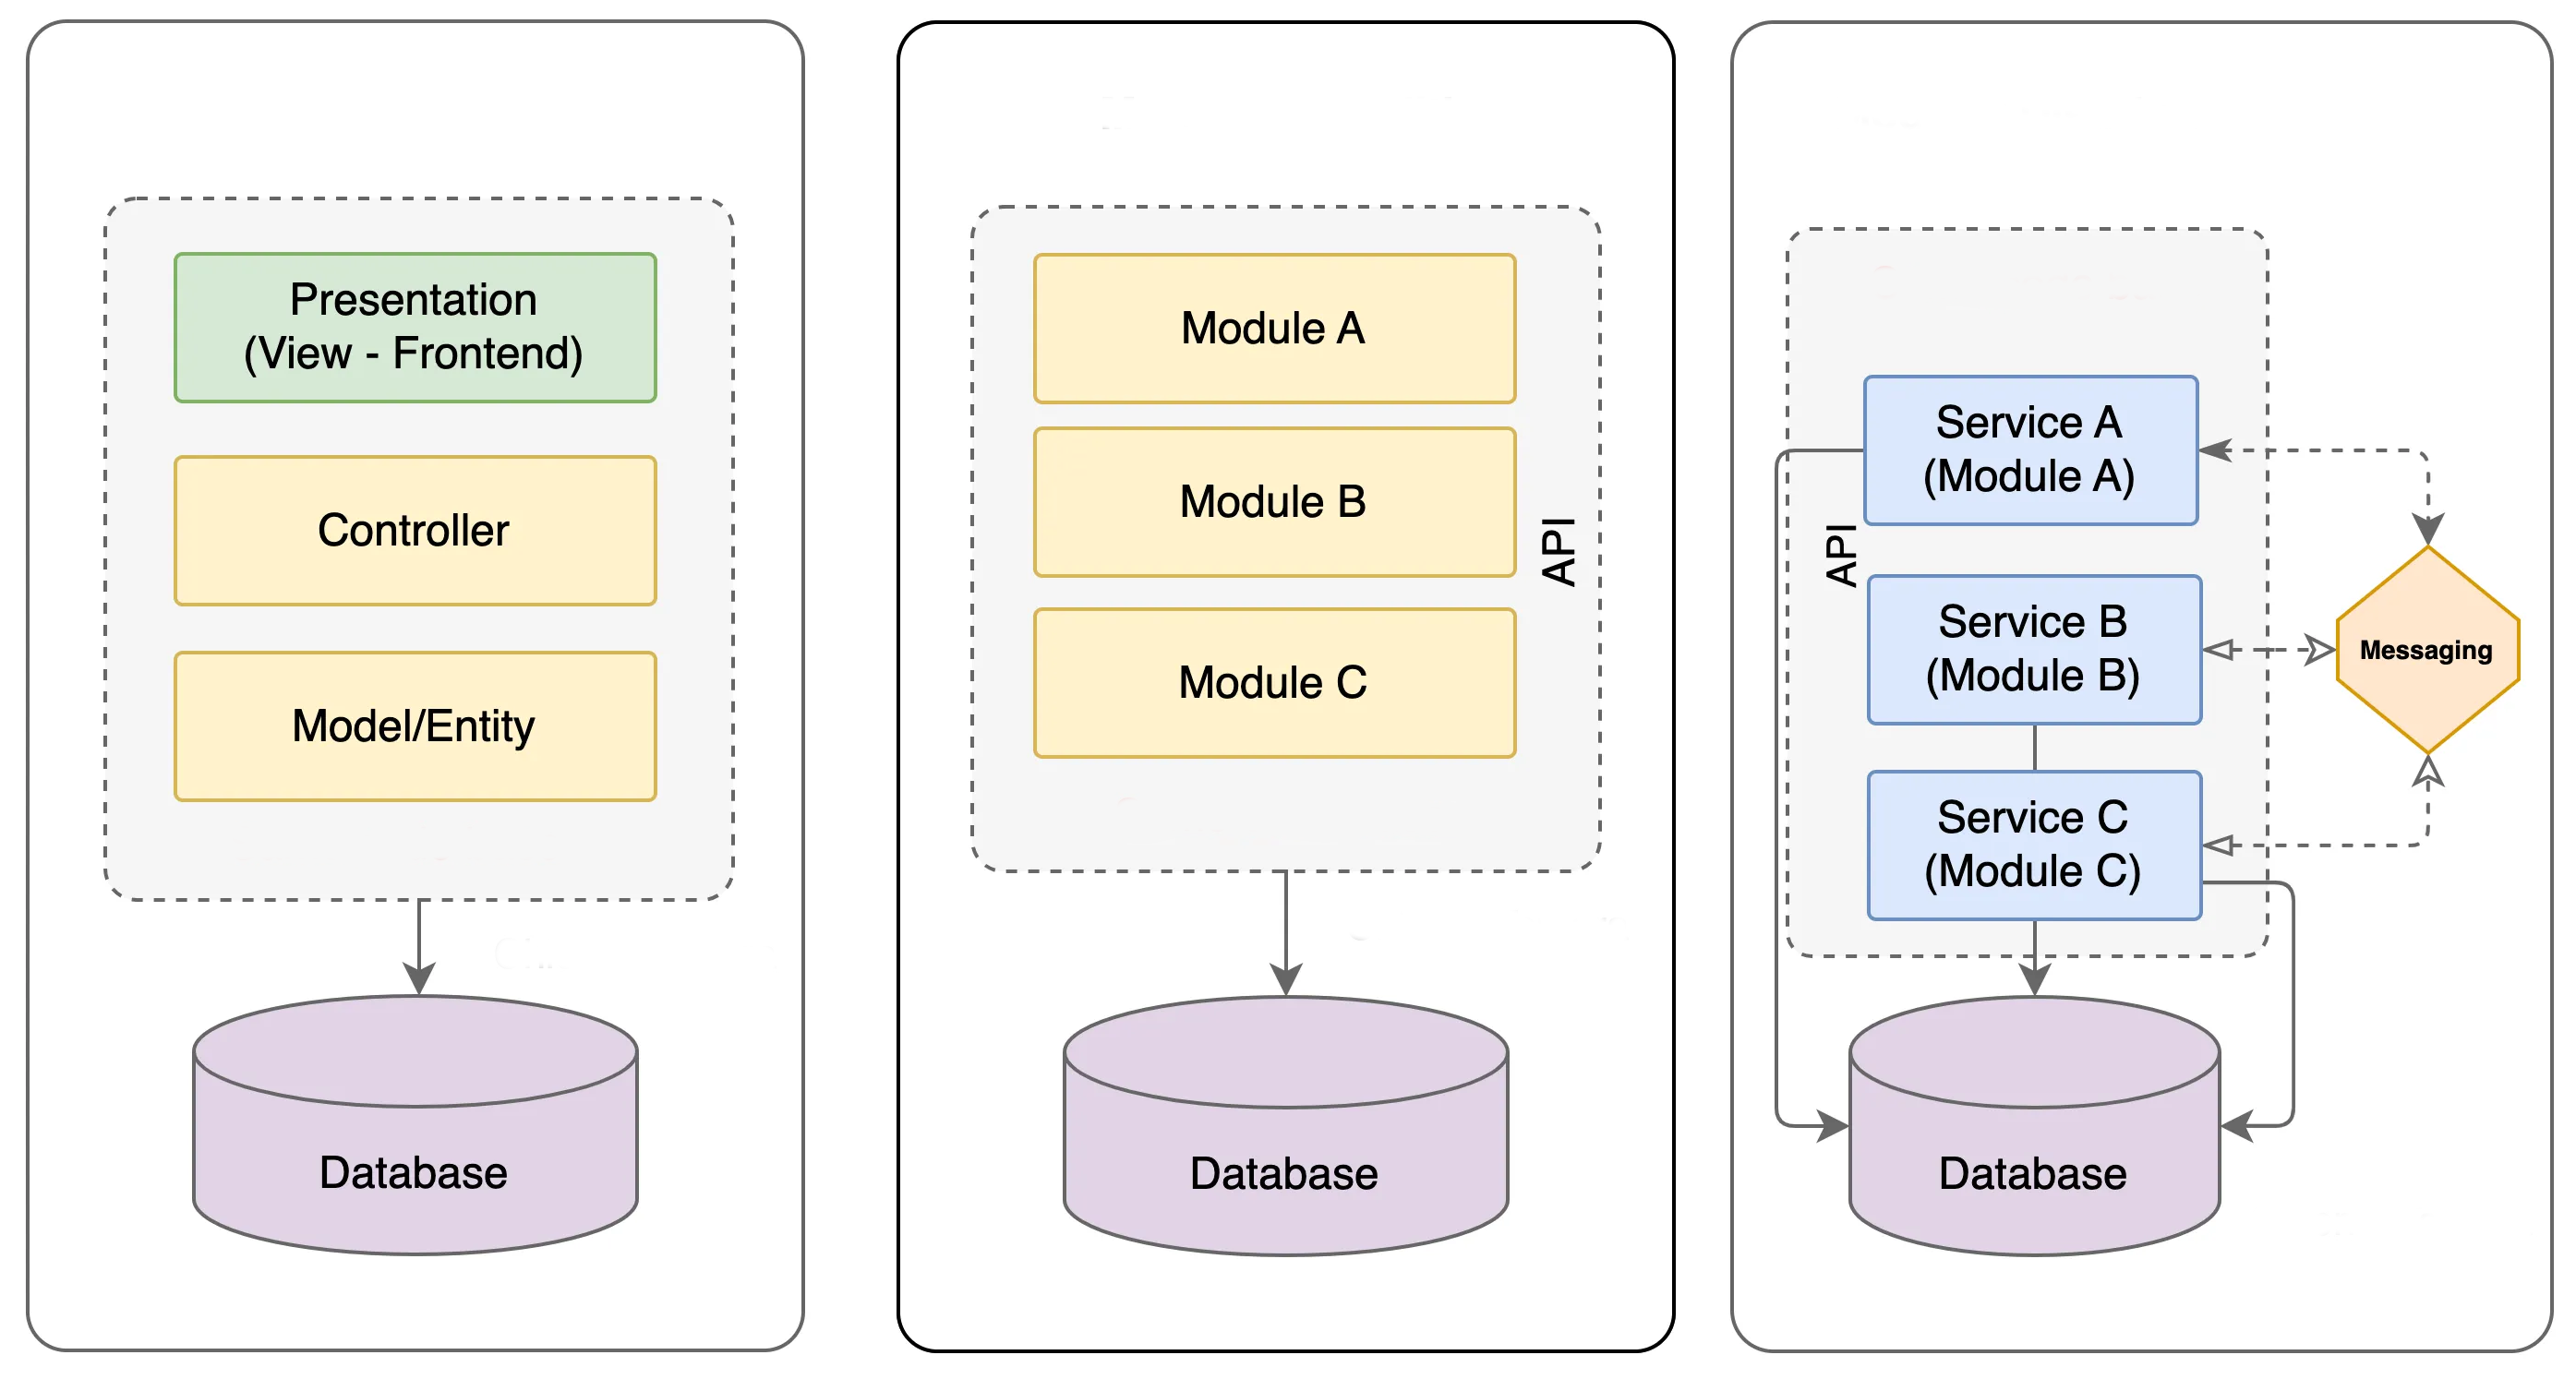 Presentation
(View - Frontend)
Controller
Model/Entity
Database
Module A
Module B
Module C
API
Database
Service A
(Module A)
API
Service B
(Module B)
Messaging
Service C
(Module C)
Database